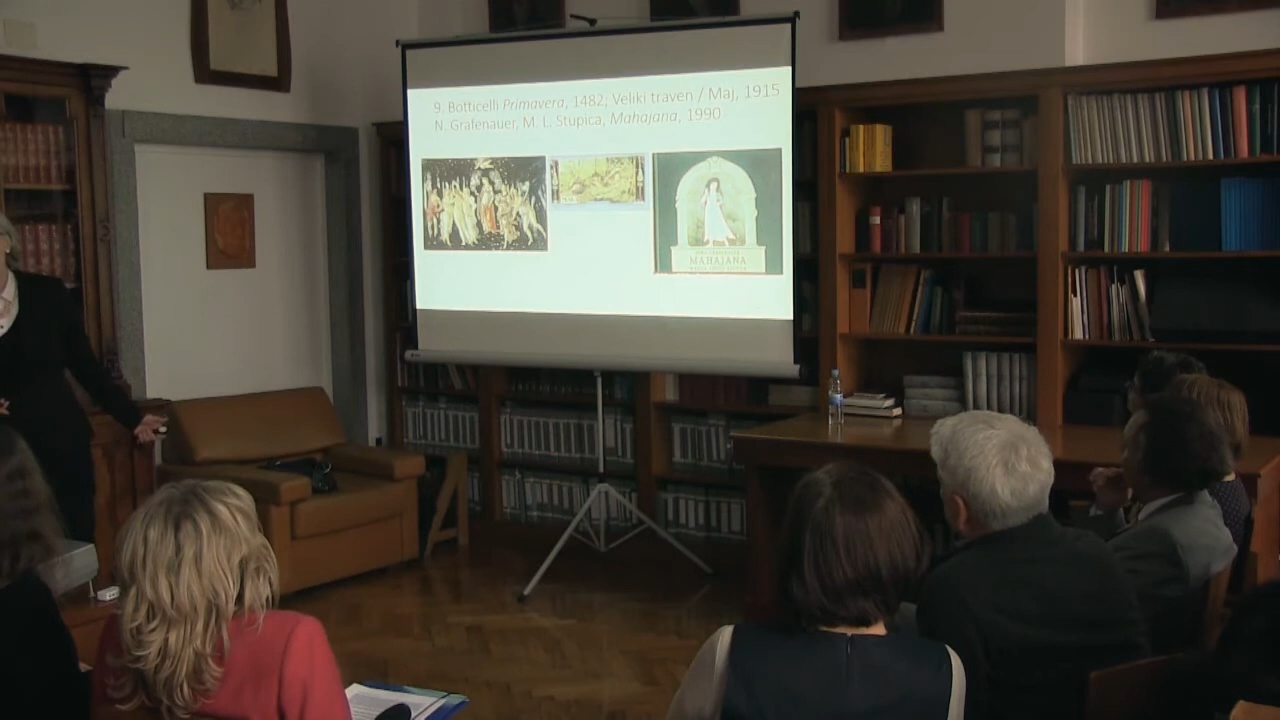 9. Botticelli Primavera, 1482; Veliki traven / Maj, 1915
N. Grafenauer, M. L. Stupica, Mahajana, 1990
MAHAJANA